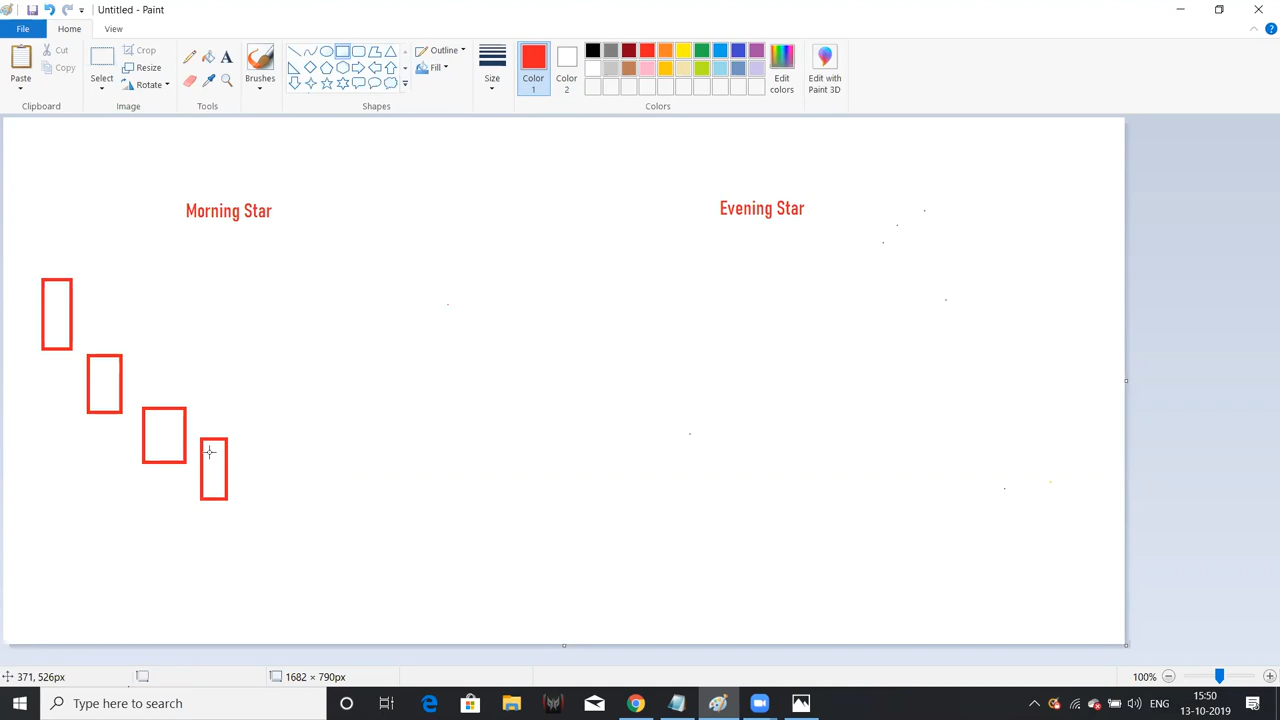 Untitled - Paint
File
Home
View
Paste
Cut
Copy
Clipboard
Select
Crop
Resize
Rotate
Image
Tools
Brushes
Shapes
Outline
Fill
Size
Color 1
Color 2
Edit colors
Colors
Edit with Paint 3D
Morning Star
Evening Star
371, 526px
1682 × 790px
100%
Type here to search
ENG
15:50
13-10-2019